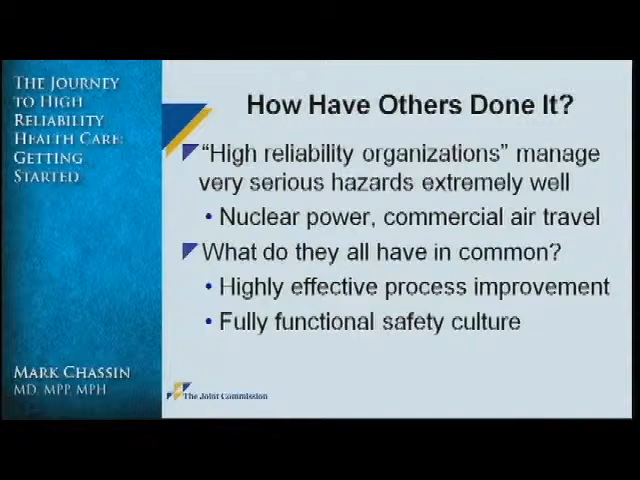 THE JOURNEY
TO HIGH
RELIABILITY
HEALTH CARE:
GETTING
STARTED
MARK CHASSIN
MD, MPP, MPH
How Have Others Done It?
“High reliability organizations” manage
very serious hazards extremely well
• Nuclear power, commercial air travel
What do they all have in common?
• Highly effective process improvement
• Fully functional safety culture
The Joint Commission